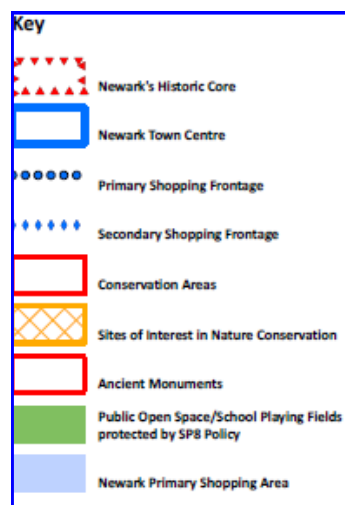 Key
Newark's Historic Core
Newark Town Centre
Primary Shopping Frontage
Secondary Shopping Frontage
Conservation Areas
Sites of Interest in Nature Conservation
Ancient Monuments
Public Open Space/School Playing Fields
protected by SP8 Policy
Newark Primary Shopping Area